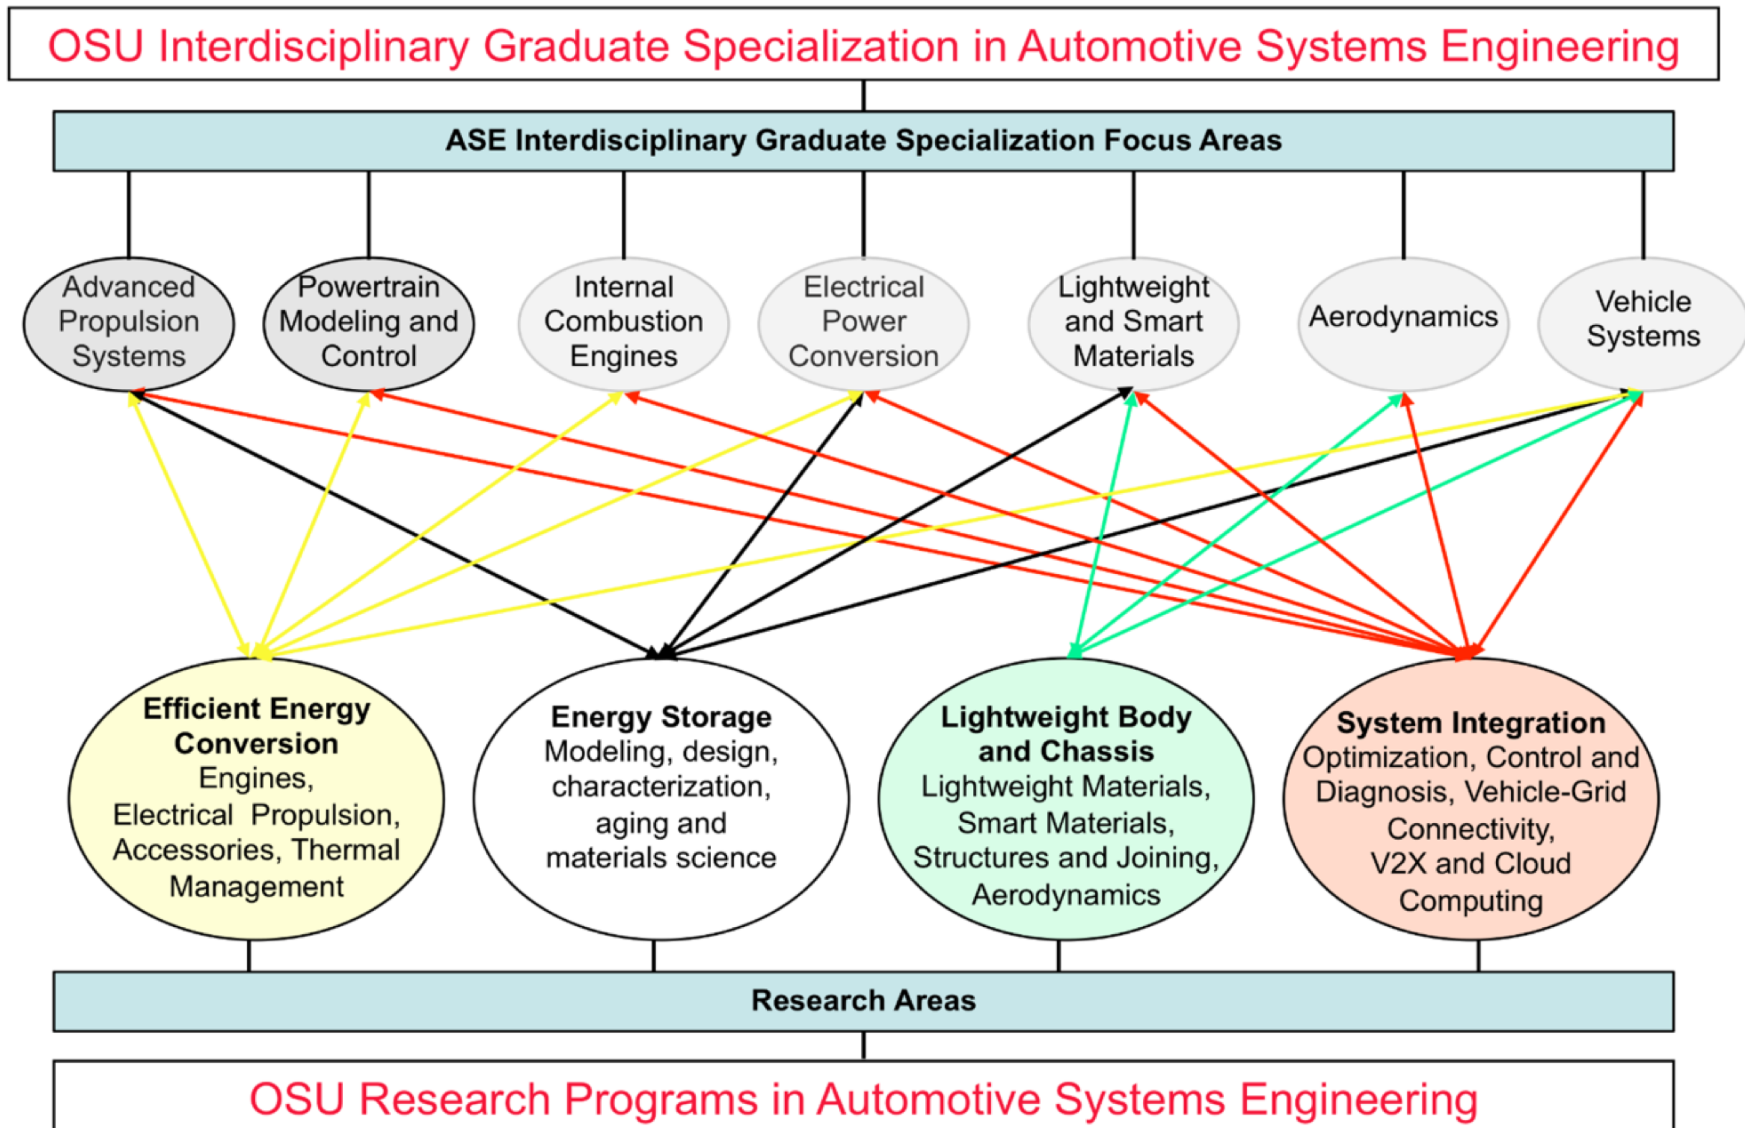 OSU Interdisciplinary Graduate Specialization in Automotive Systems Engineering
ASE Interdisciplinary Graduate Specialization Focus Areas
Advanced
Propulsion
Systems
Powertrain
Modeling and
Control
Internal
Combustion
Engines
Electrical
Power
Conversion
Lightweight
and Smart
Materials
Aerodynamics
Vehicle
Systems
Efficient Energy
Conversion
Engines,
Electrical Propulsion,
Accessories, Thermal
Management
Energy Storage
Modeling, design,
characterization,
aging and
materials science
Lightweight Body
and Chassis
Lightweight Materials,
Smart Materials,
Structures and Joining,
Aerodynamics
System Integration
Optimization, Control and
Diagnosis, Vehicle-Grid
Connectivity,
V2X and Cloud
Computing
Research Areas
OSU Research Programs in Automotive Systems Engineering